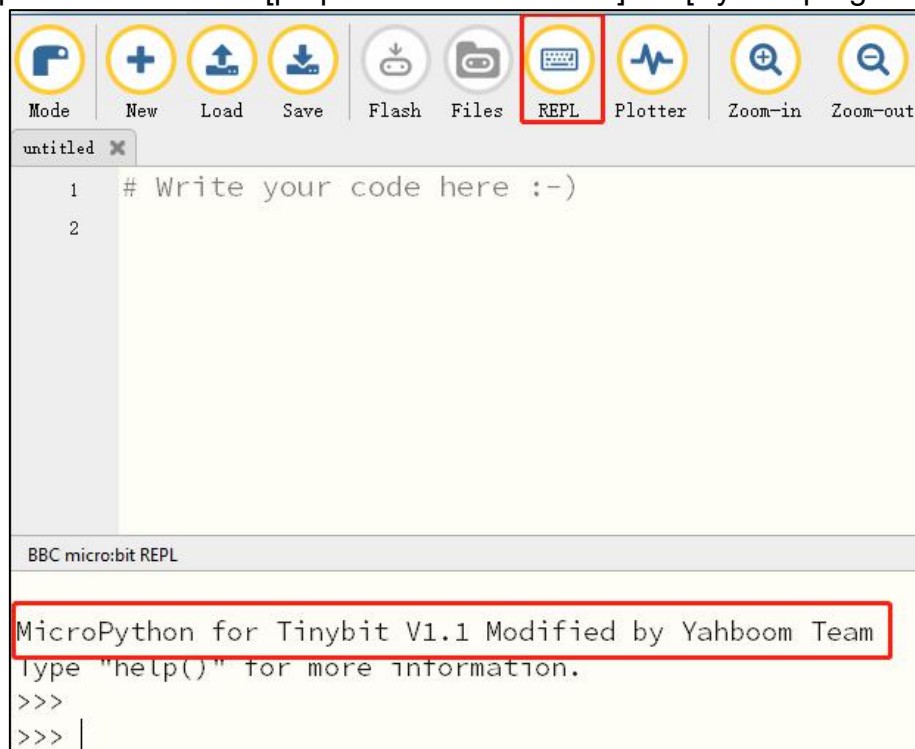 Mode New Load Save Flash Files REPL Plotter Zoom-in Zoom-out
untitled
1 # Write your code here :-)
2
BBC micro:bit REPL
MicroPython for Tinybit V1.1 Modified by Yahboom Team
Type "help()" for more information.
>>>
>>>